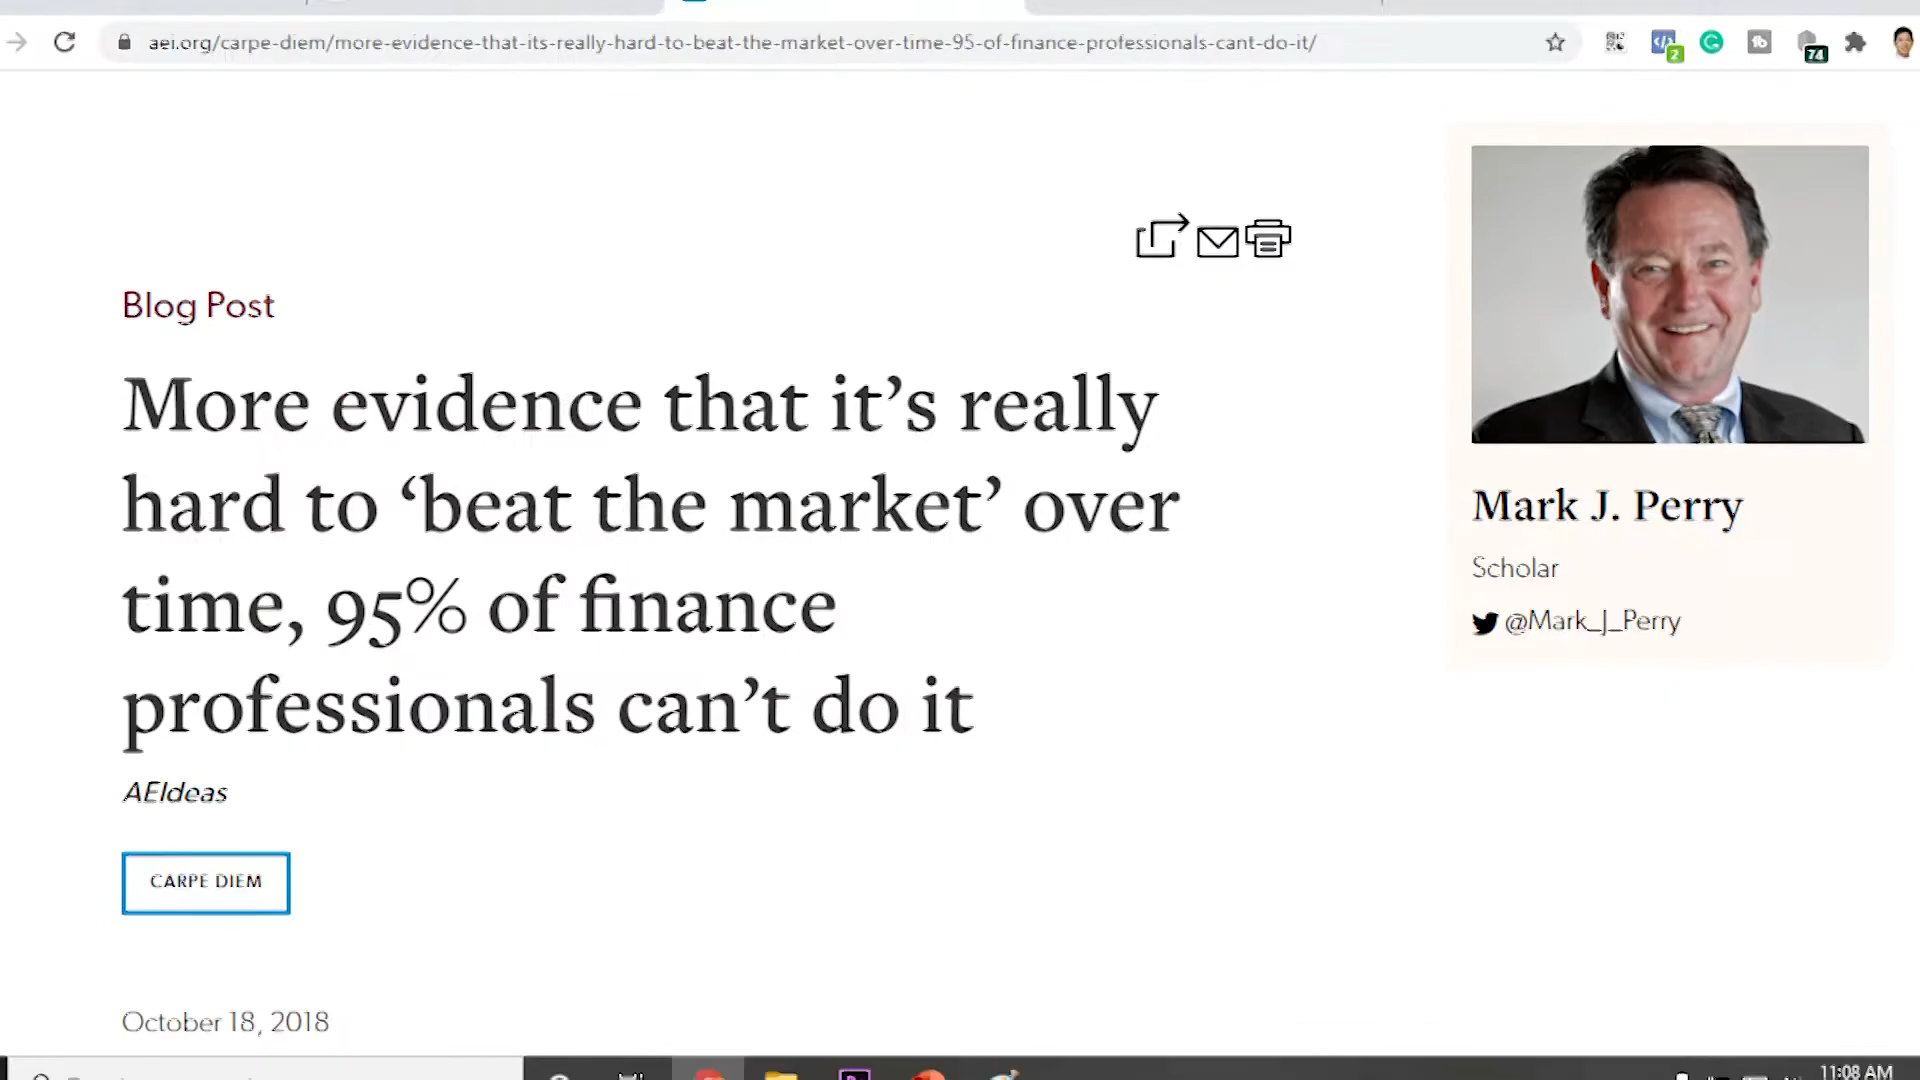 aei.org/carpe-diem/more-evidence-that-its-really-hard-to-beat-the-market-over-time-95-of-finance-professionals-cant-do-it/
2
74
Blog Post
More evidence that it’s really
hard to ‘beat the market’ over
time, 95% of finance
professionals can’t do it
AEIdeas
CARPE DIEM
October 18, 2018
Mark J. Perry
Scholar
@Mark_J_Perry
11:08 AM